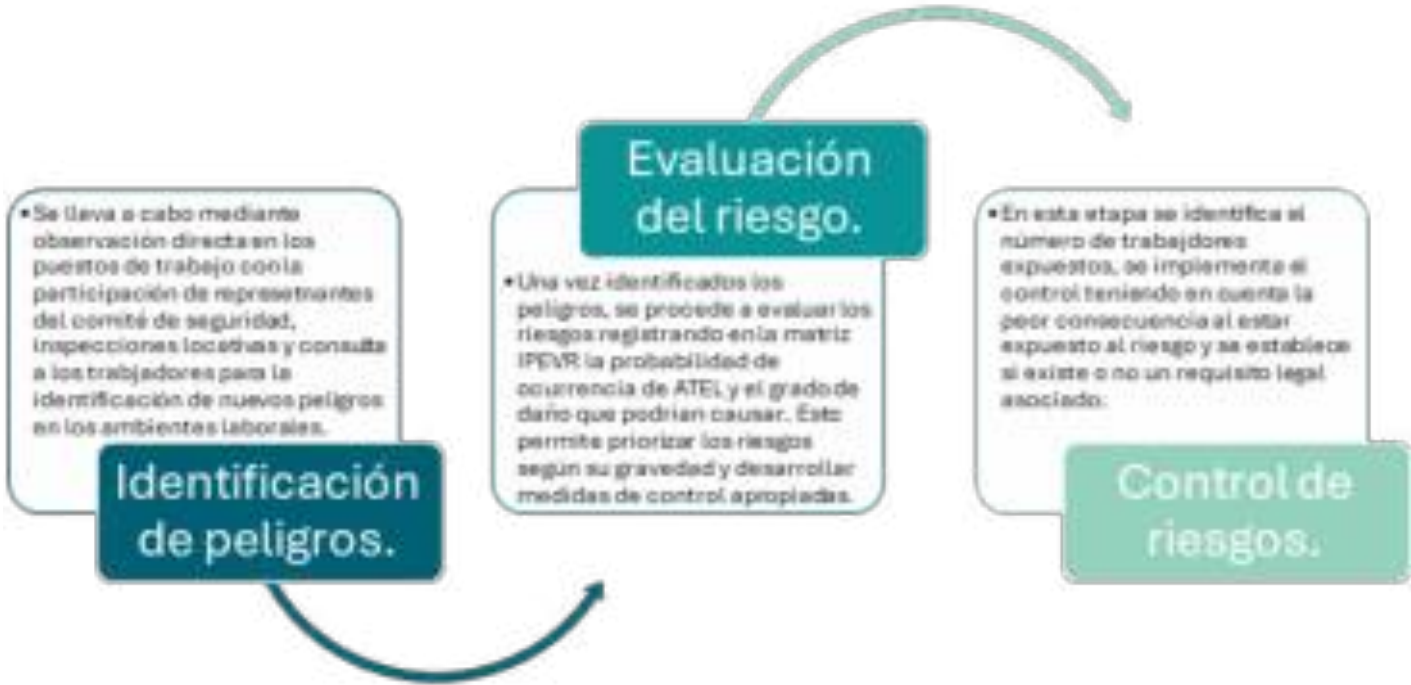 •Se lleva a cabo mediante
observación directa en los
puestos de trabajo con la
participación de represetnantes
del comité de seguridad,
inspecciones locativas y consulta
a los trabjadores para la
identificación de nuevos peligros
en los ambientes laborales.
Identificación
de peligros.
Evaluación
del riesgo.
•Una vez identificados los
peligros, se procede a evaluar los
riesgos registrando en la matriz
IPEVR la probabilidad de
ocurrencia de ATEL y el grado de
daño que podrían causar. Esto
permite priorizar los riesgos
según su gravedad y desarrollar
medidas de control apropiadas.
•En esta etapa se identifica el
número de trabajdores
expuestos, se implementa el
control teniendo en cuenta la
peor consecuencia al estar
expuesto al riesgo y se establece
si existe o no un requisito legal
asociado.
Control de
riesgos.